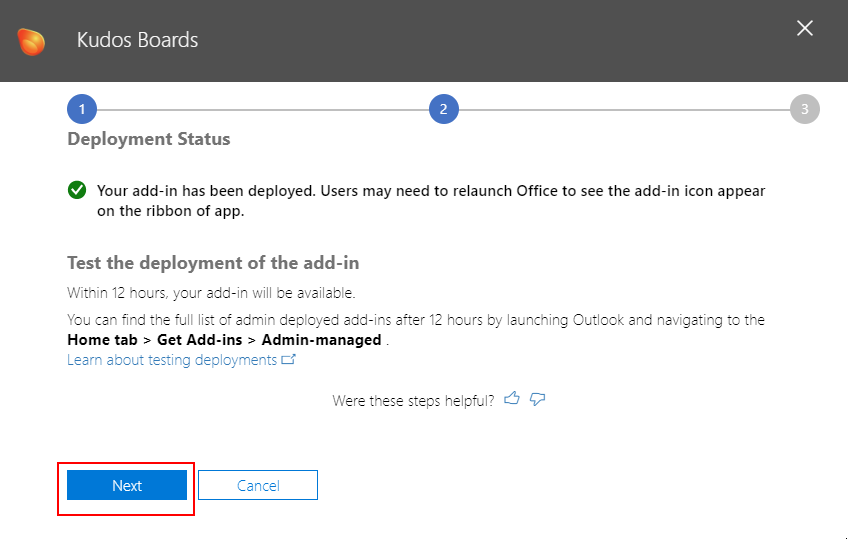 Kudos Boards
1 2 3
Deployment Status
Your add-in has been deployed. Users may need to relaunch Office to see the add-in icon appear
on the ribbon of app.
Test the deployment of the add-in
Within 12 hours, your add-in will be available.
You can find the full list of admin deployed add-ins after 12 hours by launching Outlook and navigating to the
Home tab > Get Add-ins > Admin-managed .
Learn about testing deployments
Were these steps helpful?
Next Cancel